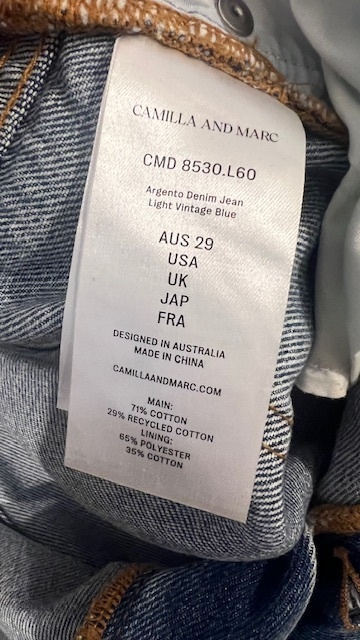 CAMILLA AND MARC
CMD 8530.L60
Argento Denim Jean
Light Vintage Blue
AUS 29
USA
UK
JAP
FRA
DESIGNED IN AUSTRALIA
MADE IN CHINA
CAMILLAANDMARC.COM
MAIN:
71% COTTON
29% RECYCLED COTTON
LINING:
65% POLYESTER
35% COTTON